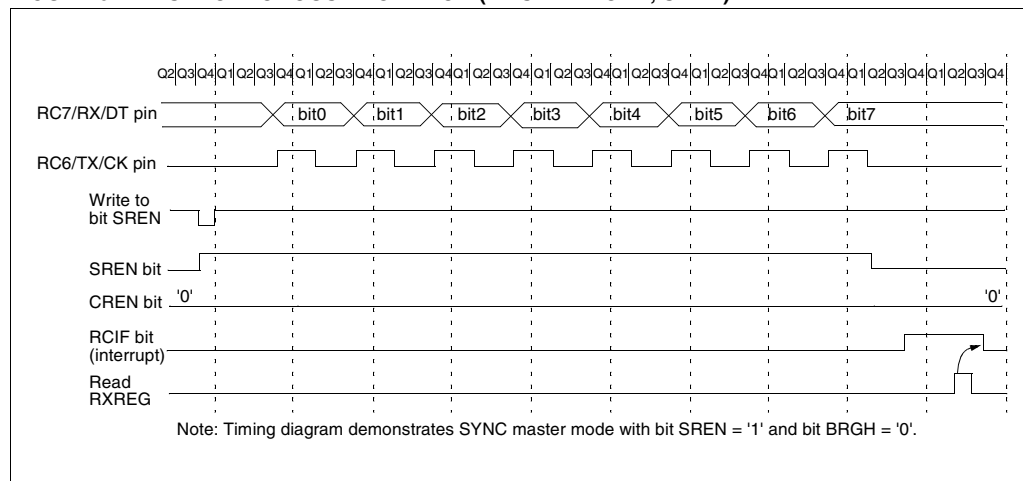 Q2 Q3 Q4 Q1 Q2 Q3 Q4 Q1 Q2 Q3 Q4 Q1 Q2 Q3 Q4 Q1 Q2 Q3 Q4 Q1 Q2 Q3 Q4 Q1 Q2 Q3 Q4 Q1 Q2 Q3 Q4 Q1 Q2 Q3 Q4 Q1 Q2 Q3 Q4 Q1 Q2 Q3 Q4
RC7/RX/DT pin bit0 bit1 bit2 bit3 bit4 bit5 bit6 bit7
RC6/TX/CK pin
Write to
bit SREN
SREN bit
CREN bit '0' '0'
RCIF bit
(interrupt)
Read
RXREG
Note: Timing diagram demonstrates SYNC master mode with bit SREN = '1' and bit BRGH = '0'.